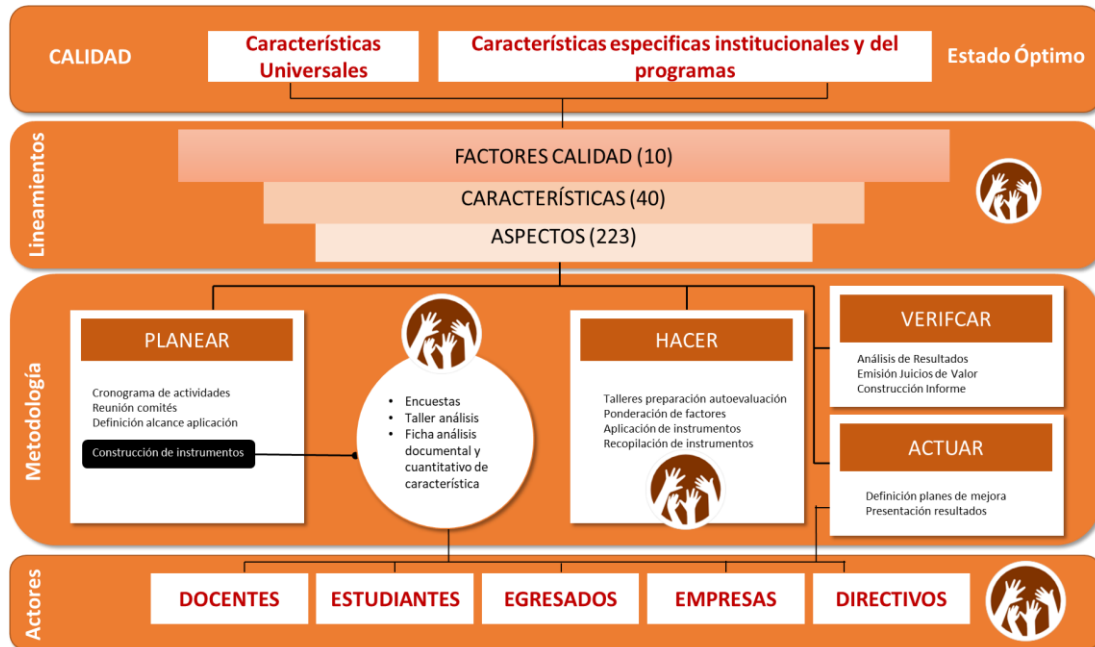 CALIDAD
Características
Universales
Características especificas institucionales y del
programas
Estado Óptimo
Lineamientos
FACTORES CALIDAD (10)
CARACTERÍSTICAS (40)
ASPECTOS (223)
Metodología
PLANEAR
Cronograma de actividades
Reunión comités
Definición alcance aplicación
Construcción de instrumentos
• Encuestas
• Taller análisis
• Ficha análisis
documental y
cuantitativo de
característica
HACER
Talleres preparación autoevaluación
Ponderación de factores
Aplicación de instrumentos
Recopilación de instrumentos
VERIFCAR
Análisis de Resultados
Emisión Juicios de Valor
Construcción Informe
ACTUAR
Definición planes de mejora
Presentación resultados
Actores
DOCENTES
ESTUDIANTES
EGRESADOS
EMPRESAS
DIRECTIVOS